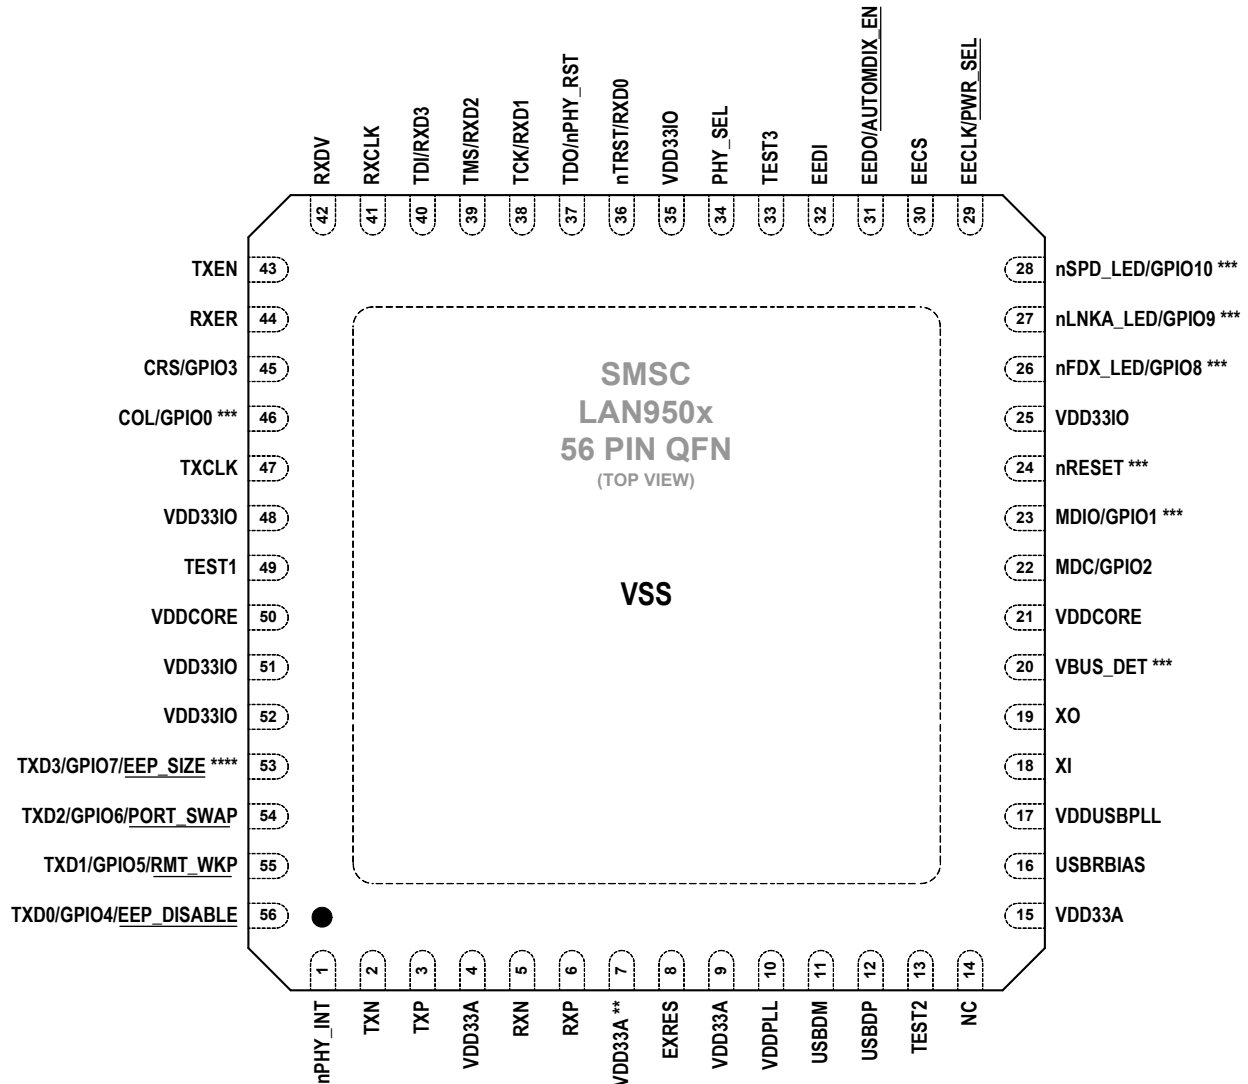 RXDV
RXCLK
TDI/RXD3
TMS/RXD2
TCK/RXD1
TDO/nPHY_RST
nTRST/RXD0
VDD33IO
PHY_SEL
TEST3
EEDI
EEDO/AUTOMDIX_EN
EECS
EECLK/PWR_SEL
42
41
40
39
38
37
36
35
34
33
32
31
30
29
TXEN 43
RXER 44
CRS/GPIO3 45
COL/GPIO0 *** 46
TXCLK 47
VDD33IO 48
TEST1 49
VDDCORE 50
VDD33IO 51
VDD33IO 52
TXD3/GPIO7/EEP_SIZE **** 53
TXD2/GPIO6/PORT_SWAP 54
TXD1/GPIO5/RMT_WKP 55
TXD0/GPIO4/EEP_DISABLE 56
SMSC
LAN950x
56 PIN QFN
(TOP VIEW)
VSS
28 nSPD_LED/GPIO10 ***
27 nLNKA_LED/GPIO9 ***
26 nFDX_LED/GPIO8 ***
25 VDD33IO
24 nRESET ***
23 MDIO/GPIO1 ***
22 MDC/GPIO2
21 VDDCORE
20 VBUS_DET ***
19 XO
18 XI
17 VDDUSBPLL
16 USBRBIAS
15 VDD33A
1
2
3
4
5
6
7
8
9
10
11
12
13
14
nPHY_INT
TXN
TXP
VDD33A
RXN
RXP
VDD33A **
EXRES
VDD33A
VDDPLL
USBDM
USBDP
TEST2
NC